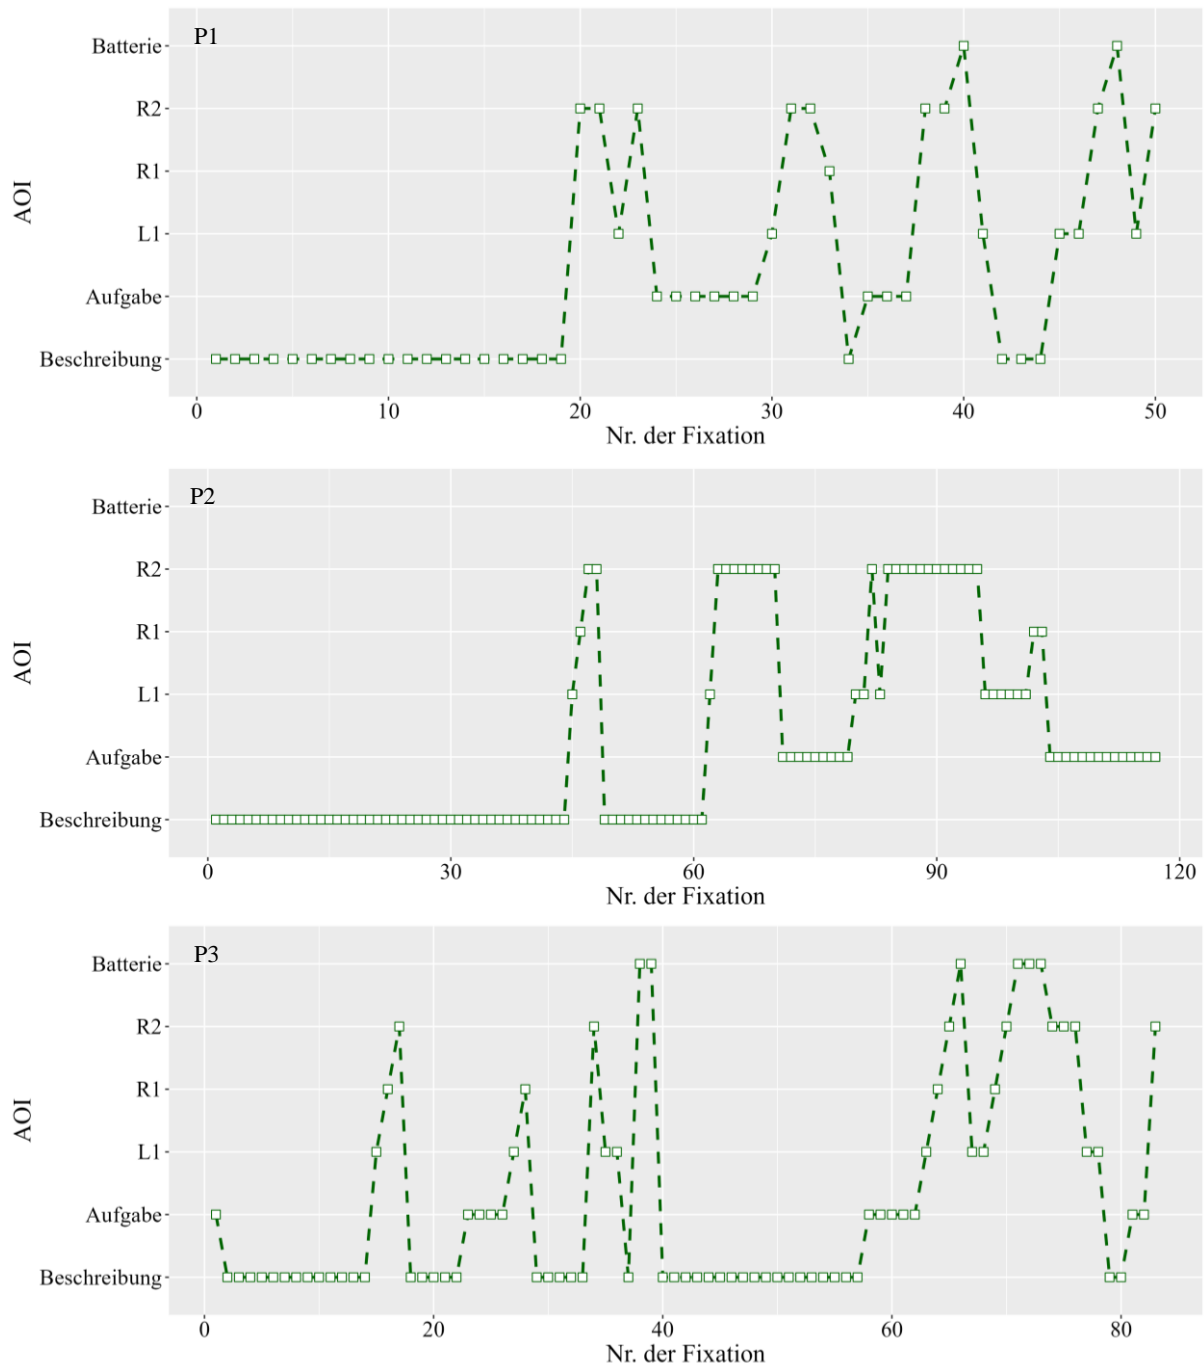 P1
Batterie
R2
R1
L1
Aufgabe
Beschreibung
AOI
0 10 20 30 40 50
Nr. der Fixation
P2
Batterie
R2
R1
L1
Aufgabe
Beschreibung
AOI
0 30 60 90 120
Nr. der Fixation
P3
Batterie
R2
R1
L1
Aufgabe
Beschreibung
AOI
0 20 40 60 80
Nr. der Fixation